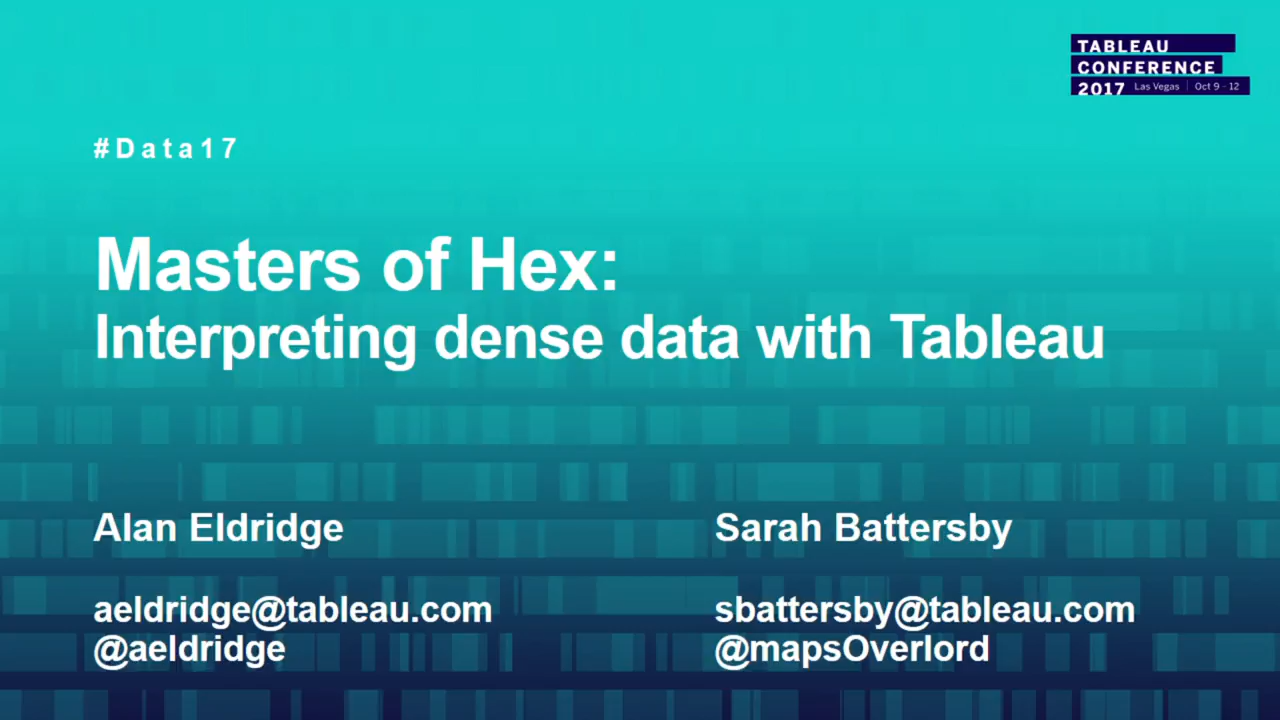 TABLEAU
CONFERENCE
2017 Las Vegas | Oct 9 - 12
#Data17
Masters of Hex:
Interpreting dense data with Tableau
Alan Eldridge
aeldridge@tableau.com
@aeldridge
Sarah Battersby
sbattersby@tableau.com
@mapsOverlord